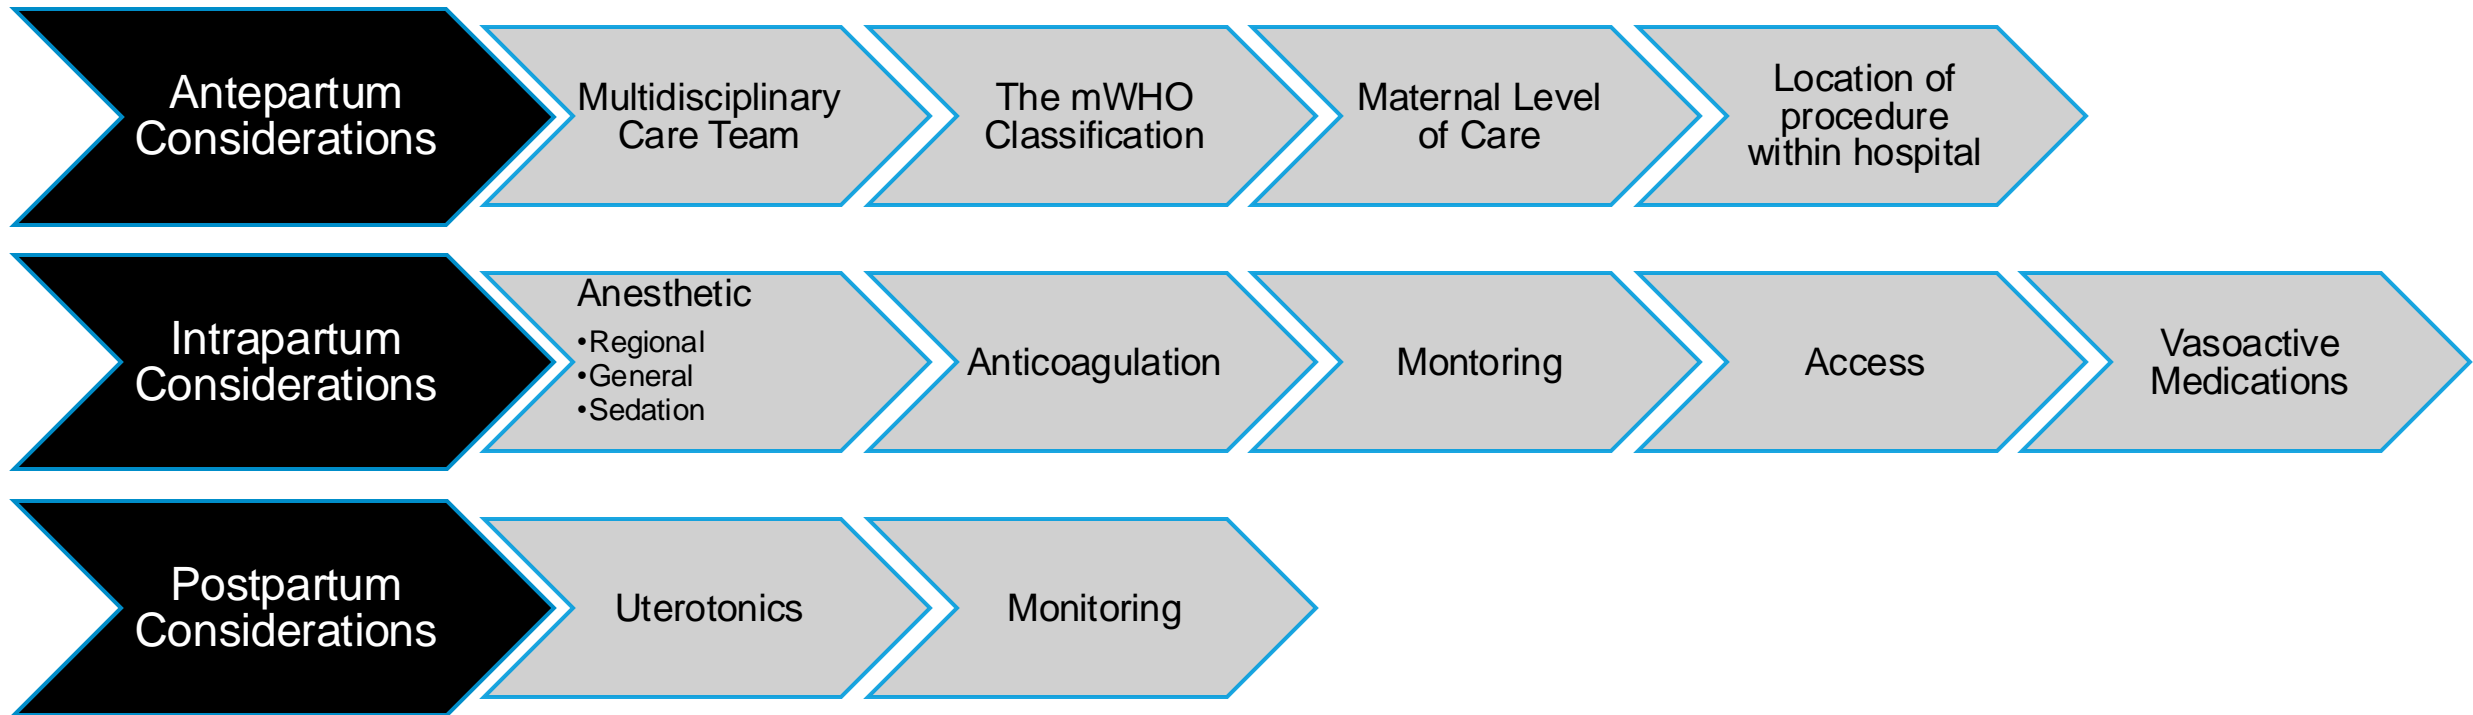 Antepartum
Considerations
Multidisciplinary
Care Team
The mWHO
Classification
Maternal Level
of Care
Location of
procedure
within hospital
Intrapartum
Considerations
Anesthetic
•Regional
•General
•Sedation
Anticoagulation
Montoring
Access
Vasoactive
Medications
Postpartum
Considerations
Uterotonics
Monitoring